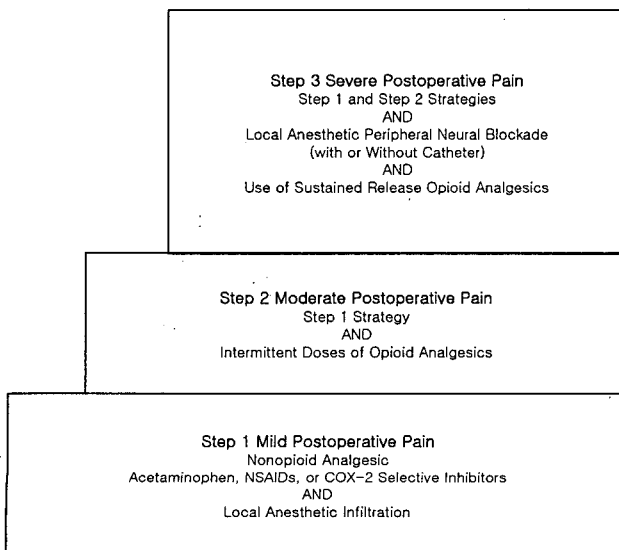 Step 3 Severe Postoperative Pain
Step 1 and Step 2 Strategies
AND
Local Anesthetic Peripheral Neural Blockade
(with or Without Catheter)
AND
Use of Sustained Release Opioid Analgesics
Step 2 Moderate Postoperative Pain
Step 1 Strategy
AND
Intermittent Doses of Opioid Analgesics
Step 1 Mild Postoperative Pain
Nonopioid Analgesic
Acetaminophen, NSAIDs, or COX-2 Selective Inhibitors
AND
Local Anesthetic Infiltration